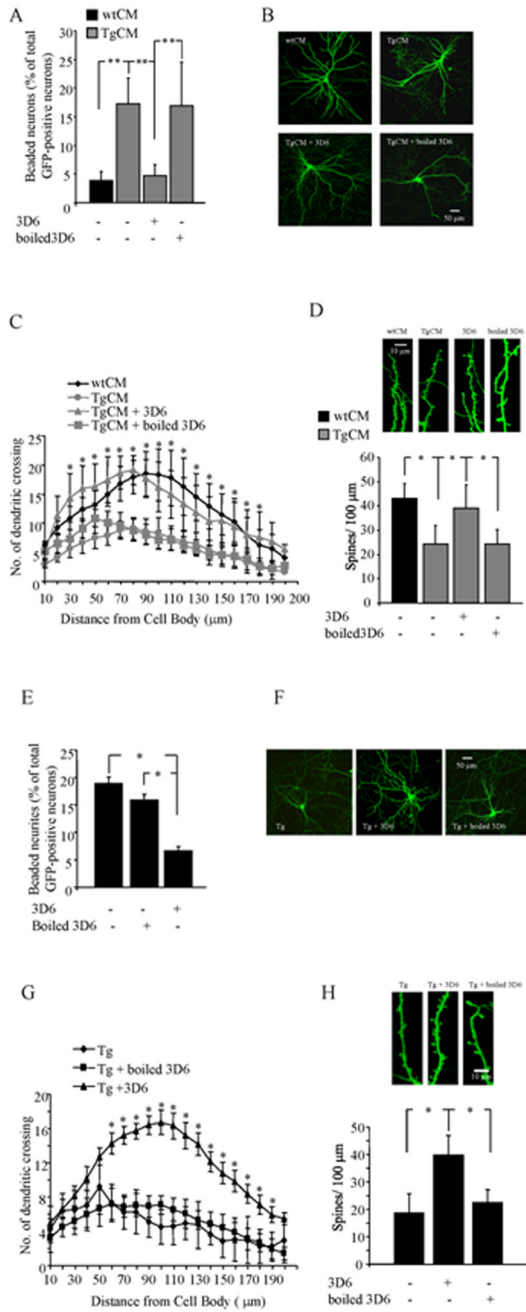 A
Beaded neurons (% of total
GFP-positive neurons)
30
25
20
15
10
5
0
wtCM
TgCM
** ** **
3D6 - - + -
boiled3D6 - - - +
B
wtCM
TgCM
TgCM + 3D6
TgCM + boiled 3D6
50 µm
C
wtCM
TgCM
TgCM + 3D6
TgCM + boiled 3D6
No. of dendritic crossing
25
20
15
10
5
0
* * * * * * * * * * * * * * *
10 30 50 70 90 110 130 150 170 190 200
Distance from Cell Body (µm)
D
wtCM TgCM 3D6 boiled 3D6
10 µm
wtCM
TgCM
Spines/ 100 µm
60
50
40
30
20
10
0
* * *
3D6 - - + -
boiled3D6 - - - +
E
Beaded neurites (% of total
GFP-positive neurons)
25
20
15
10
5
0
*
*
3D6 - - +
Boiled 3D6 - + -
F
50 µm
Tg
Tg + 3D6
Tg + boiled 3D6
G
Tg
Tg + boiled 3D6
Tg +3D6
No. of dendritic crossing
20
16
12
8
4
0
* * * * * * * * * * * * * *
10 30 50 70 90 110 130 150 170 190
Distance from Cell Body (µm)
H
Tg Tg + 3D6 Tg + boiled 3D6
10 µm
Spines/ 100 µm
60
50
40
30
20
10
0
* *
3D6 - + -
boiled 3D6 - - +